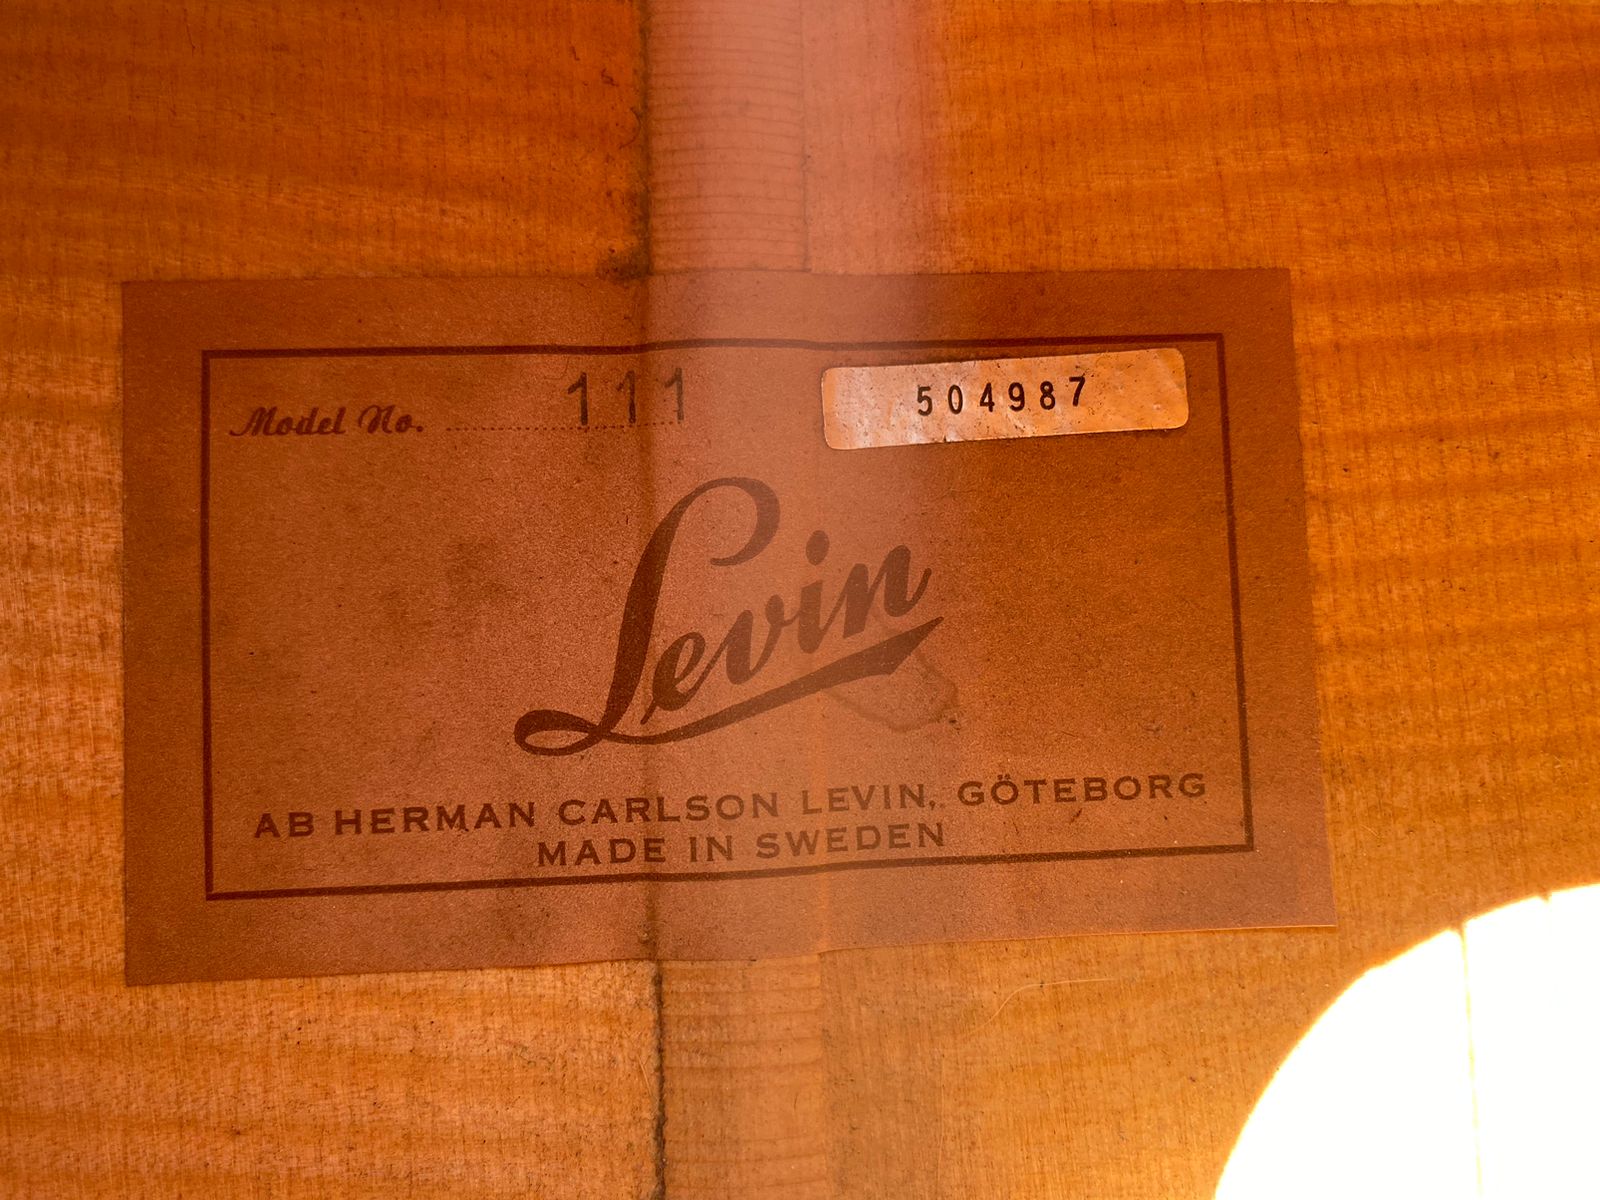 Model No. 111 504987
Levin
AB HERMAN CARLSON LEVIN, GÖTEBORG
MADE IN SWEDEN